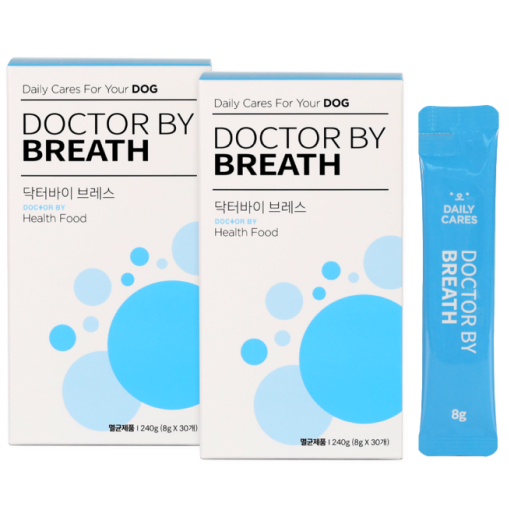 Daily Cares For Your DOG
DOCTOR BY
BREATH
닥터바이 브레스
DOCTOR BY
Health Food
멸균제품 I 240g (8g X 30개)
Daily Cares For Your DOG
DOCTOR BY
BREATH
닥터바이 브레스
DOCTOR BY
Health Food
멸균제품 I 240g (8g X 30개)
DAILY
CARES
DOCTOR BY
BREATH
8g